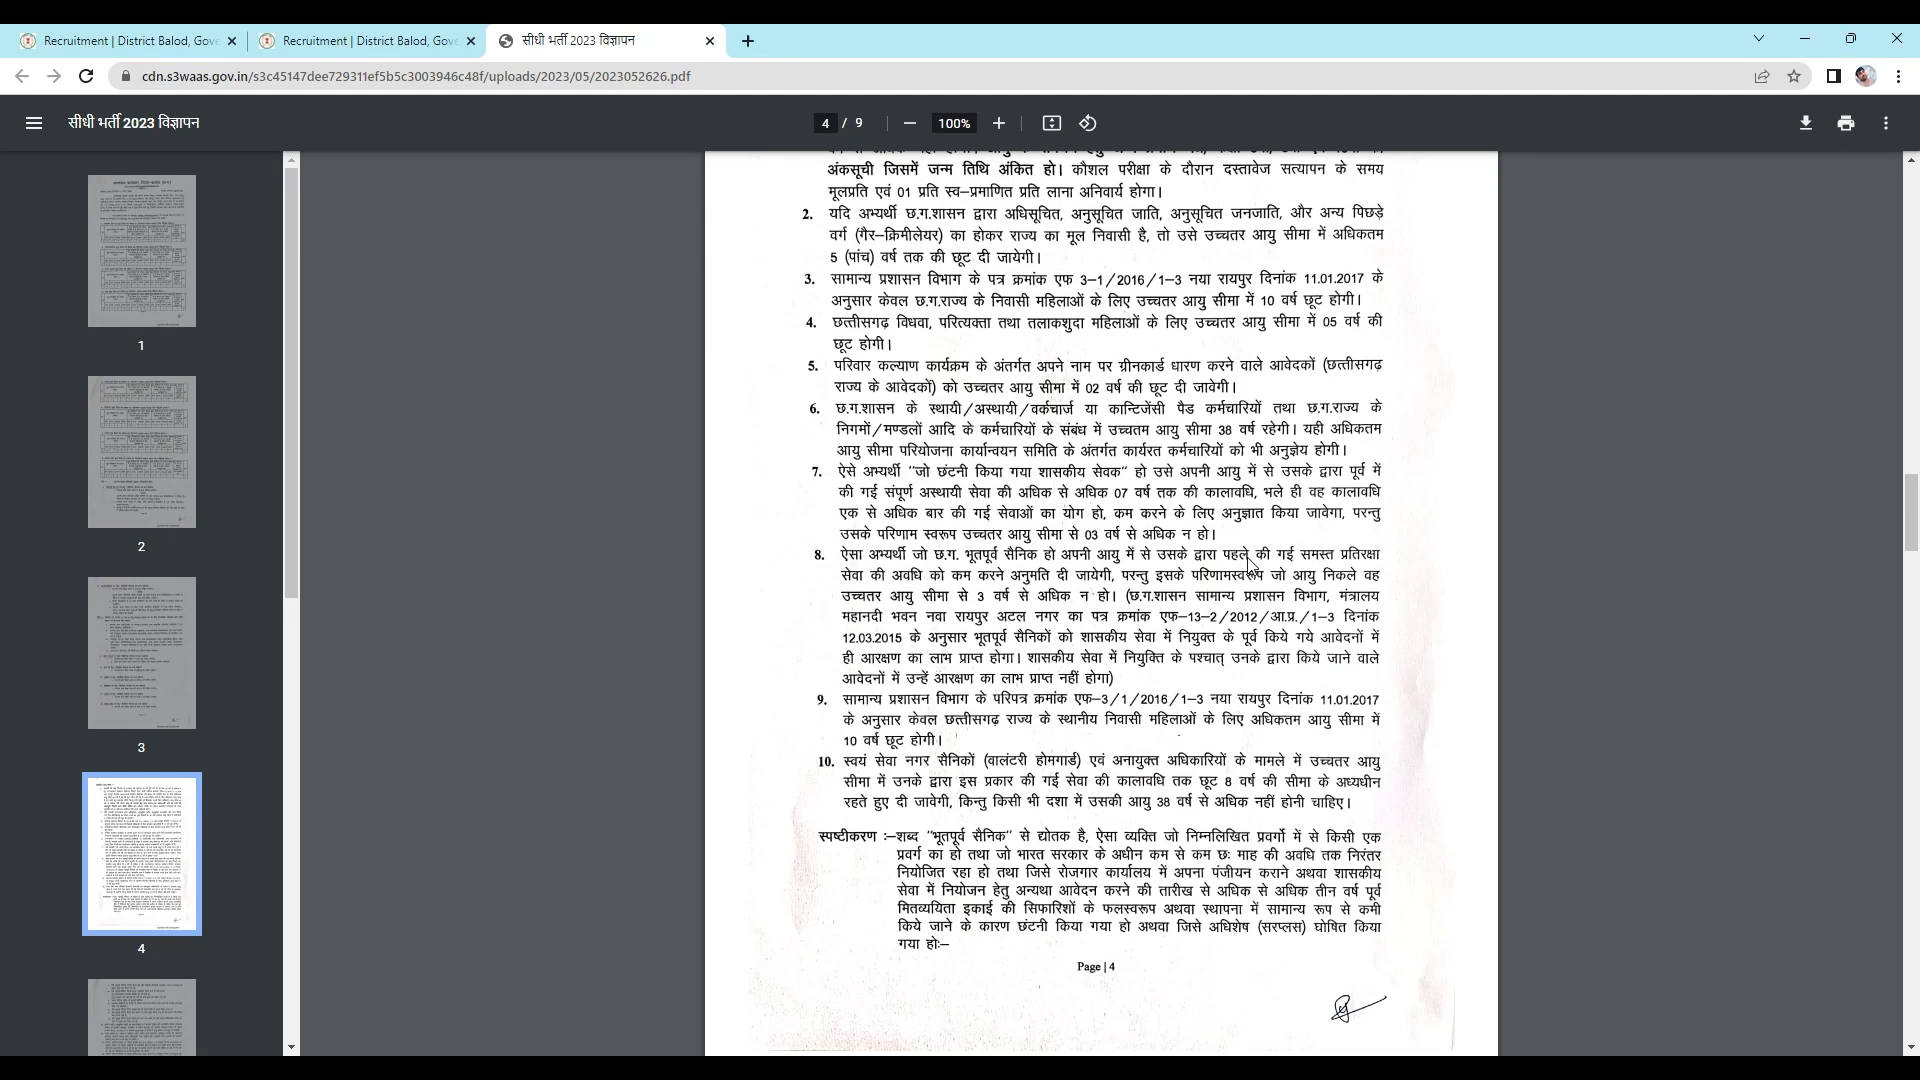 Recruitment | District Balod, Gov
Recruitment | District Balod, Gov
सीधी भर्ती 2023 विज्ञापन
cdn.s3waas.gov.in/s3c45147dee729311ef5b5c3003946c48f/uploads/2023/05/2023052626.pdf
सीधी भर्ती 2023 विज्ञापन
4 / 9
100%
1
2
3
4
अंकसूची जिसमें जन्म तिथि अंकित हो। कौशल परीक्षा के दौरान दस्तावेज सत्यापन के समय
मूलप्रति एवं 01 प्रति स्व–प्रमाणित प्रति लाना अनिवार्य होगा।
2. यदि अभ्यर्थी छ.ग.शासन द्वारा अधिसूचित, अनुसूचित जाति, अनुसूचित जनजाति, और अन्य पिछड़े
वर्ग (गैर–क्रिमीलेयर) का होकर राज्य का मूल निवासी है, तो उसे उच्चतर आयु सीमा में अधिकतम
5 (पांच) वर्ष तक की छूट दी जायेगी।
3. सामान्य प्रशासन विभाग के पत्र क्रमांक एफ 3–1/2016/1–3 नया रायपुर दिनांक 11.01.2017 के
अनुसार केवल छ.ग.राज्य के निवासी महिलाओं के लिए उच्चतर आयु सीमा में 10 वर्ष छूट होगी।
4. छत्तीसगढ़ विधवा, परित्यक्ता तथा तलाकशुदा महिलाओं के लिए उच्चतर आयु सीमा में 05 वर्ष की
छूट होगी।
5. परिवार कल्याण कार्यक्रम के अंतर्गत अपने नाम पर ग्रीनकार्ड धारण करने वाले आवेदकों (छत्तीसगढ़
राज्य के आवेदकों) को उच्चतर आयु सीमा में 02 वर्ष की छूट दी जावेगी।
6. छ.ग.शासन के स्थायी/अस्थायी/वर्कचार्ज या कान्टिजेंसी पैड कर्मचारियों तथा छ.ग.राज्य के
निगमों/मण्डलों आदि के कर्मचारियों के संबंध में उच्चतम आयु सीमा 38 वर्ष रहेगी। यही अधिकतम
आयु सीमा परियोजना कार्यान्वयन समिति के अंतर्गत कार्यरत कर्मचारियों को भी अनुज्ञेय होगी।
7. ऐसे अभ्यर्थी "जो छंटनी किया गया शासकीय सेवक" हो उसे अपनी आयु में से उसके द्वारा पूर्व में
की गई संपूर्ण अस्थायी सेवा की अधिक से अधिक 07 वर्ष तक की कालावधि, भले ही वह कालावधि
एक से अधिक बार की गई सेवाओं का योग हो, कम करने के लिए अनुज्ञात किया जावेगा, परन्तु
उसके परिणाम स्वरूप उच्चतर आयु सीमा से 03 वर्ष से अधिक न हो।
8. ऐसा अभ्यर्थी जो छ.ग. भूतपूर्व सैनिक हो अपनी आयु में से उसके द्वारा पहले की गई समस्त प्रतिरक्षा
सेवा की अवधि को कम करने अनुमति दी जायेगी, परन्तु इसके परिणामस्वरूप जो आयु निकले वह
उच्चतर आयु सीमा से 3 वर्ष से अधिक न हो। (छ.ग.शासन सामान्य प्रशासन विभाग, मंत्रालय
महानदी भवन नवा रायपुर अटल नगर का पत्र क्रमांक एफ–13–2/2012/आ.प्र./1–3 दिनांक
12.03.2015 के अनुसार भूतपूर्व सैनिकों को शासकीय सेवा में नियुक्त के पूर्व किये गये आवेदनों में
ही आरक्षण का लाभ प्राप्त होगा। शासकीय सेवा में नियुक्ति के पश्चात् उनके द्वारा किये जाने वाले
आवेदनों में उन्हें आरक्षण का लाभ प्राप्त नहीं होगा)
9. सामान्य प्रशासन विभाग के परिपत्र क्रमांक एफ–3/1/2016/1–3 नया रायपुर दिनांक 11.01.2017
के अनुसार केवल छत्तीसगढ़ राज्य के स्थानीय निवासी महिलाओं के लिए अधिकतम आयु सीमा में
10 वर्ष छूट होगी।
10. स्वयं सेवा नगर सैनिकों (वालंटरी होमगार्ड) एवं अनायुक्त अधिकारियों के मामले में उच्चतर आयु
सीमा में उनके द्वारा इस प्रकार की गई सेवा की कालावधि तक छूट 8 वर्ष की सीमा के अध्यधीन
रहते हुए दी जावेगी, किन्तु किसी भी दशा में उसकी आयु 38 वर्ष से अधिक नहीं होनी चाहिए।
स्पष्टीकरण :–शब्द "भूतपूर्व सैनिक" से द्योतक है, ऐसा व्यक्ति जो निम्नलिखित प्रवर्गो में से किसी एक
प्रवर्ग का हो तथा जो भारत सरकार के अधीन कम से कम छः माह की अवधि तक निरंतर
नियोजित रहा हो तथा जिसे रोजगार कार्यालय में अपना पंजीयन कराने अथवा शासकीय
सेवा में नियोजन हेतु अन्यथा आवेदन करने की तारीख से अधिक से अधिक तीन वर्ष पूर्व
मितव्ययिता इकाई की सिफारिशों के फलस्वरूप अथवा स्थापना में सामान्य रूप से कमी
किये जाने के कारण छंटनी किया गया हो अथवा जिसे अधिशेष (सरप्लस) घोषित किया
गया हो:–
Page | 4